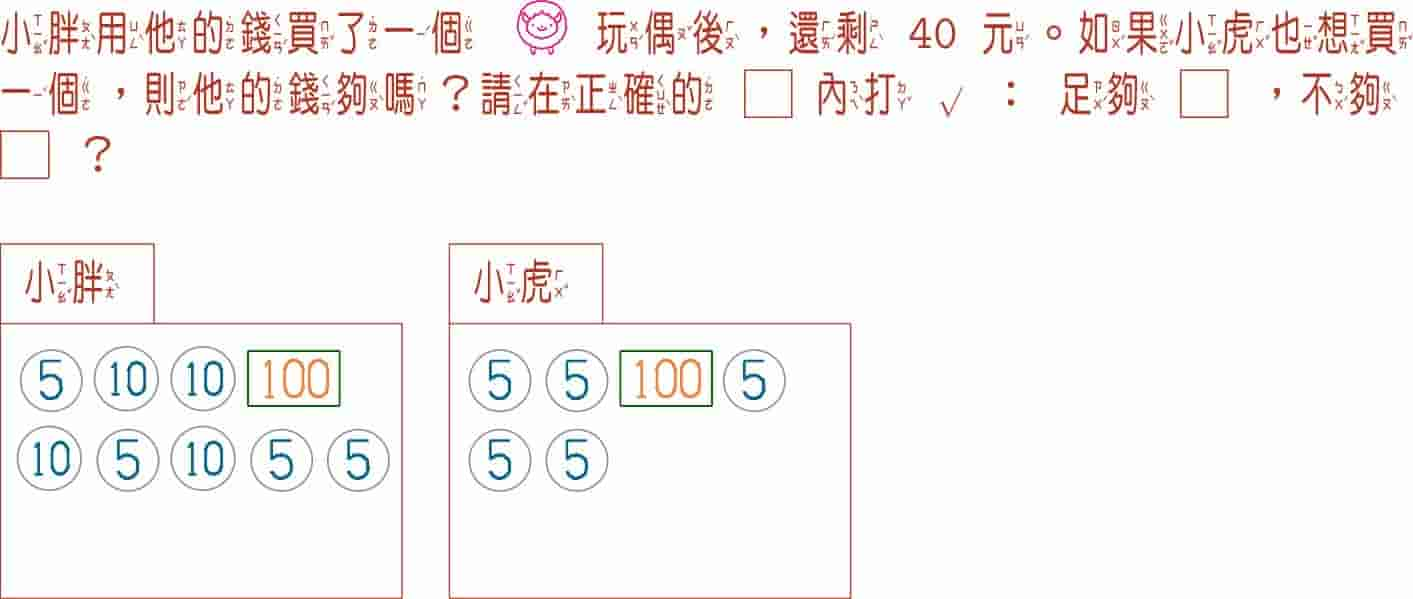 小胖用他的錢買了一個 玩偶後，還剩 40 元。如果小虎也想買
一個，則他的錢夠嗎？請在正確的 □ 內打 √ ： 足夠 □ ，不夠
□ ？
小胖 小虎
5 10 10 100 5 5 100 5
10 5 10 5 5 5 5